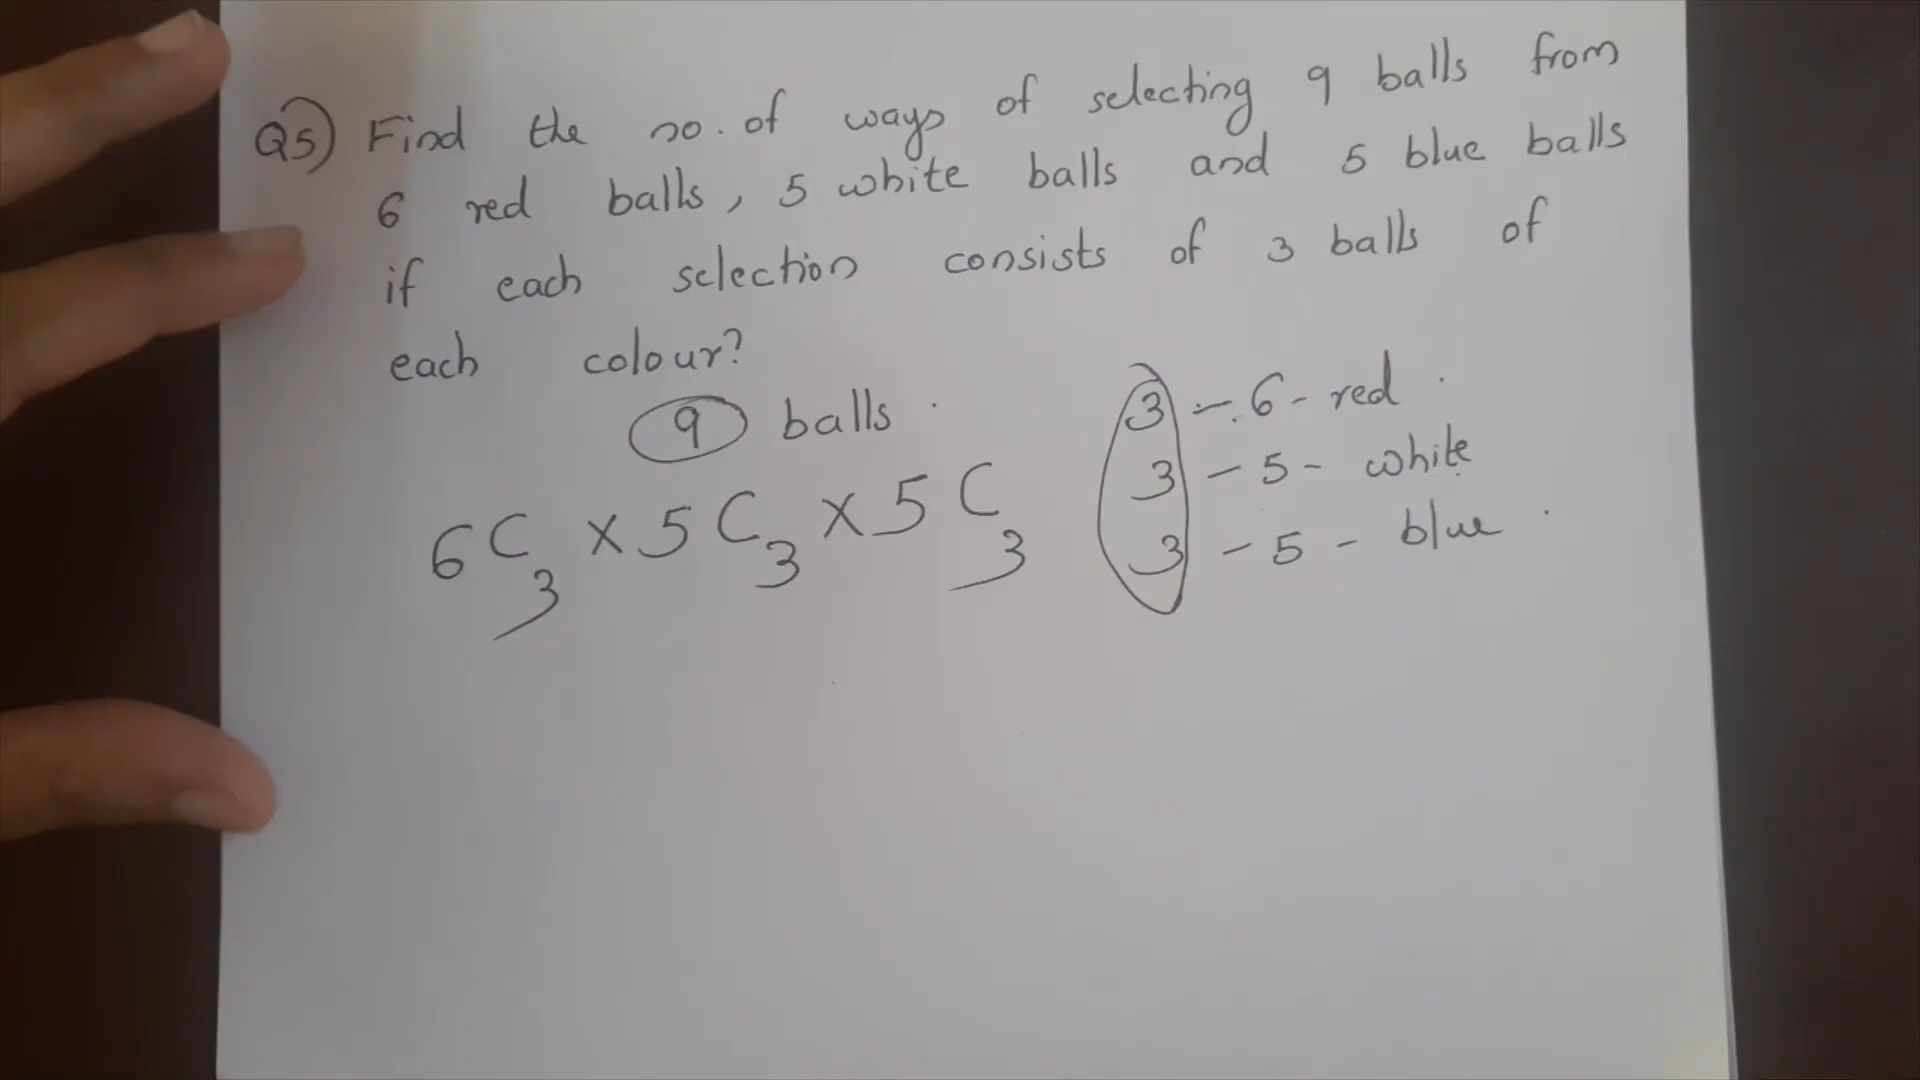 Q5) Find the no. of ways of selecting 9 balls from
6 red balls, 5 white balls and 5 blue balls
if each selection consists of 3 balls of
each colour?
9 balls.
6C3 × 5C3 × 5C3
3 - 6 - red.
3 - 5 - white
3 - 5 - blue.